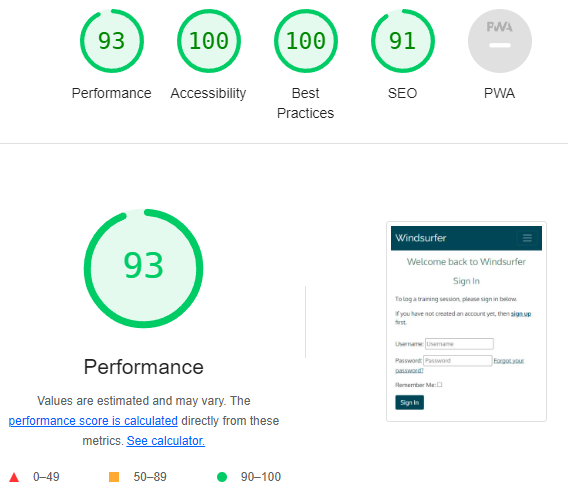 93
100
100
91
PWA
Performance
Accessibility
Best
Practices
SEO
PWA
93
Performance
Values are estimated and may vary. The
performance score is calculated directly from these
metrics. See calculator.
0–49
50–89
90–100
Windsurfer
Welcome back to Windsurfer
Sign In
To log a training session, please sign in below.
If you have not created an account yet, then sign up
first.
Username: Username
Password: Password Forgot your
password?
Remember Me:
Sign In